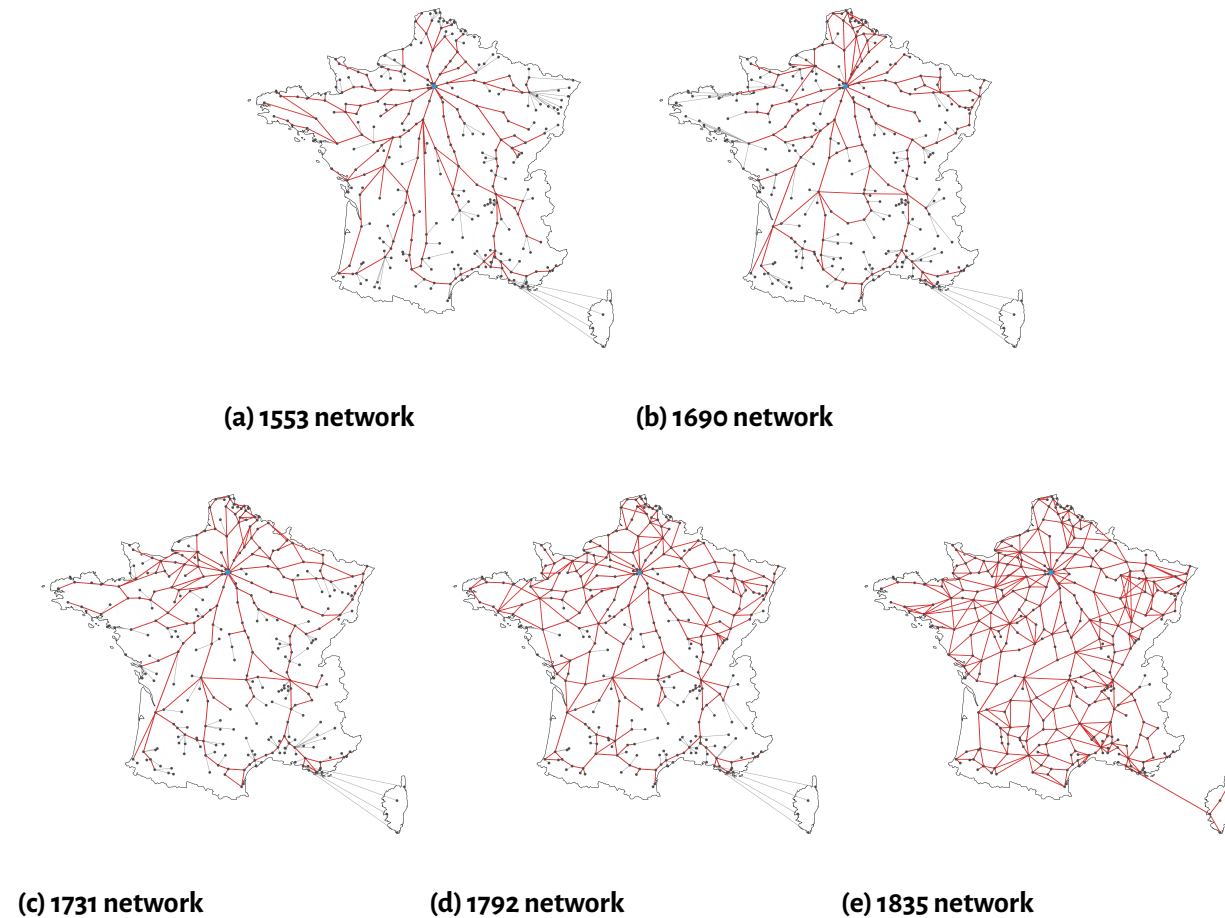 (a) 1553 network
(b) 1690 network
(c) 1731 network
(d) 1792 network
(e) 1835 network